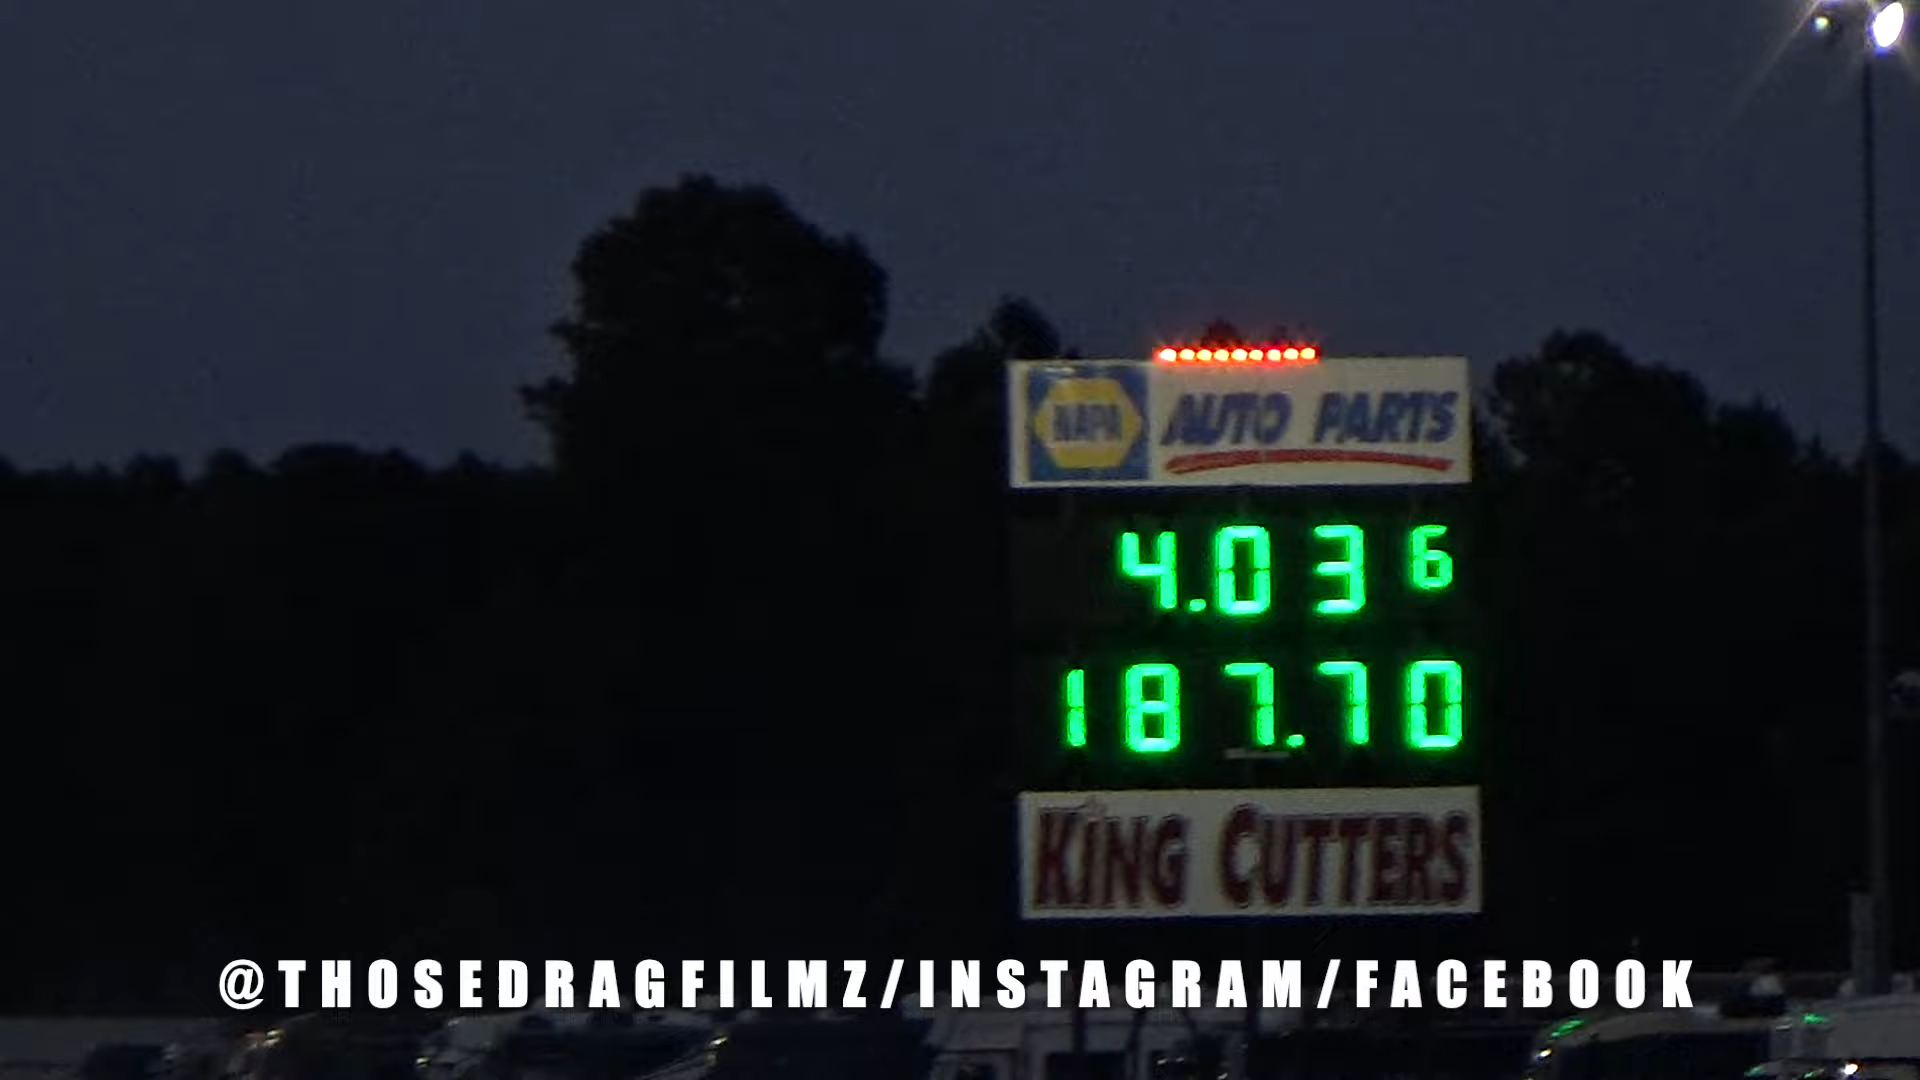 NAPA AUTO PARTS
4.036
187.70
KING CUTTERS
@THOSEDRAGFILMZ/INSTAGRAM/FACEBOOK